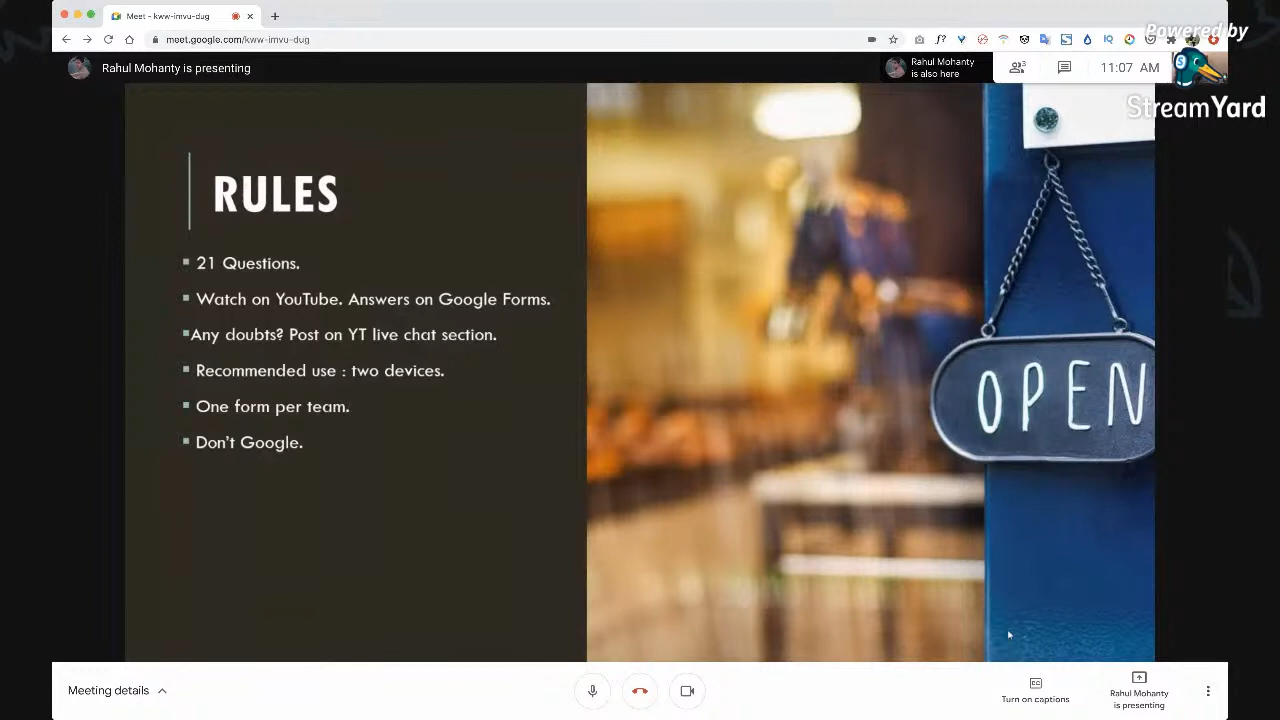 Meet - kww-imvu-dug
meet.google.com/kww-imvu-dug
Powered by
StreamYard
Rahul Mohanty is presenting
Rahul Mohanty
is also here
3
11:07 AM
RULES
21 Questions.
Watch on YouTube. Answers on Google Forms.
Any doubts? Post on YT live chat section.
Recommended use : two devices.
One form per team.
Don't Google.
OPEN
Meeting details
Turn on captions
Rahul Mohanty
is presenting